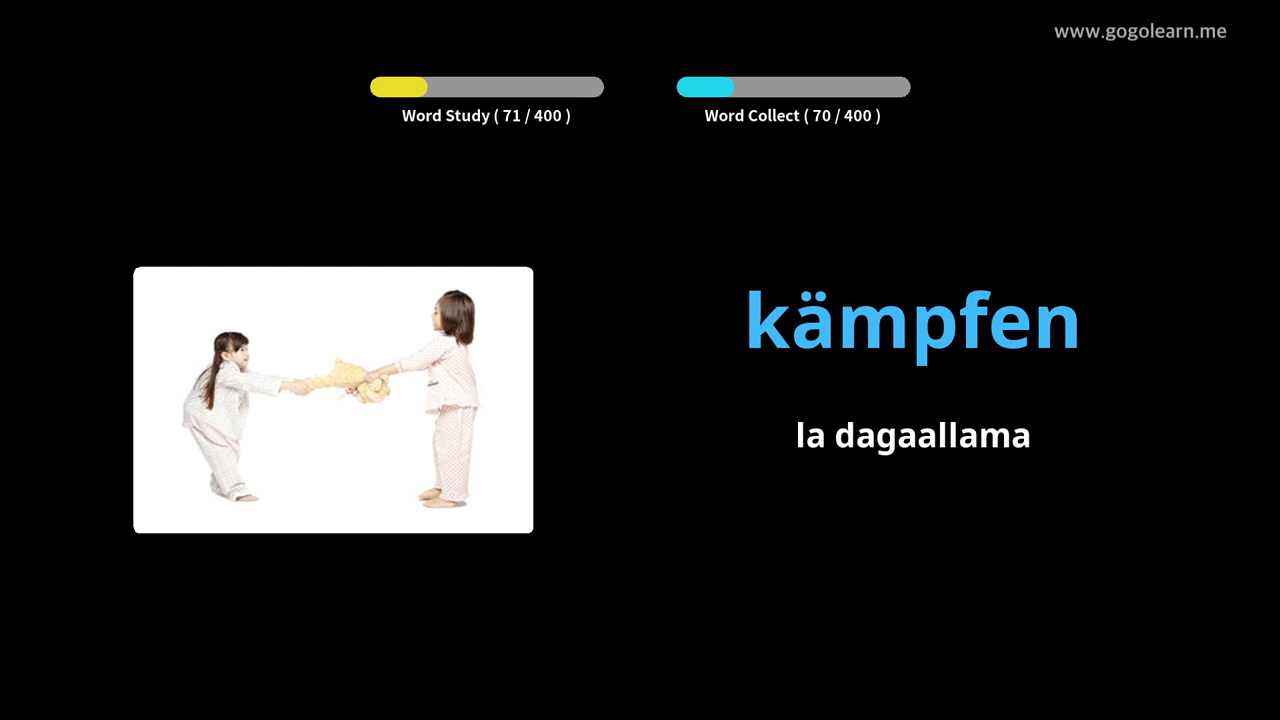 www.gogolearn.me
Word Study ( 71 / 400 )
Word Collect ( 70 / 400 )
kämpfen
la dagaallama